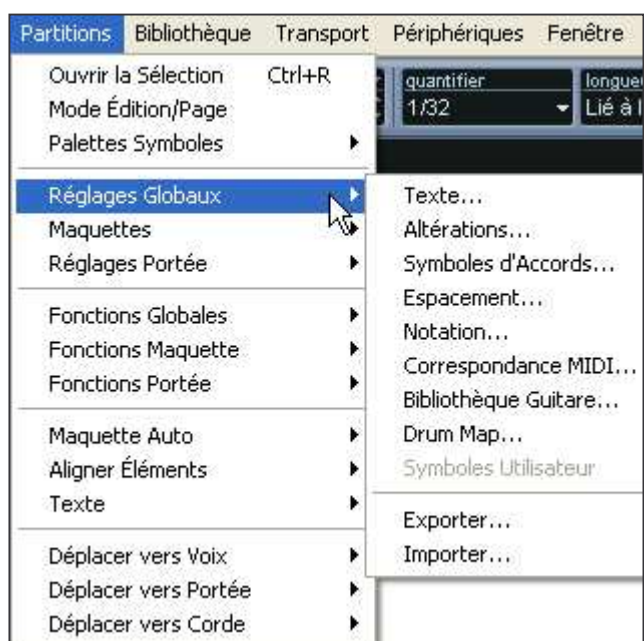 Partitions Bibliothèque Transport Périphériques Fenêtre
Ouvrir la Sélection Ctrl+R
Mode Édition/Page
Palettes Symboles
quantifier
1/32
Lié à
Réglages Globaux
Maquettes
Réglages Portée
Fonctions Globales
Fonctions Maquette
Fonctions Portée
Maquette Auto
Aligner Éléments
Texte
Déplacer vers Voix
Déplacer vers Portée
Déplacer vers Corde
Texte...
Altérations...
Symboles d'Accords...
Espacement...
Notation...
Correspondance MIDI...
Bibliothèque Guitare...
Drum Map...
Symboles Utilisateur
Exporter...
Importer...